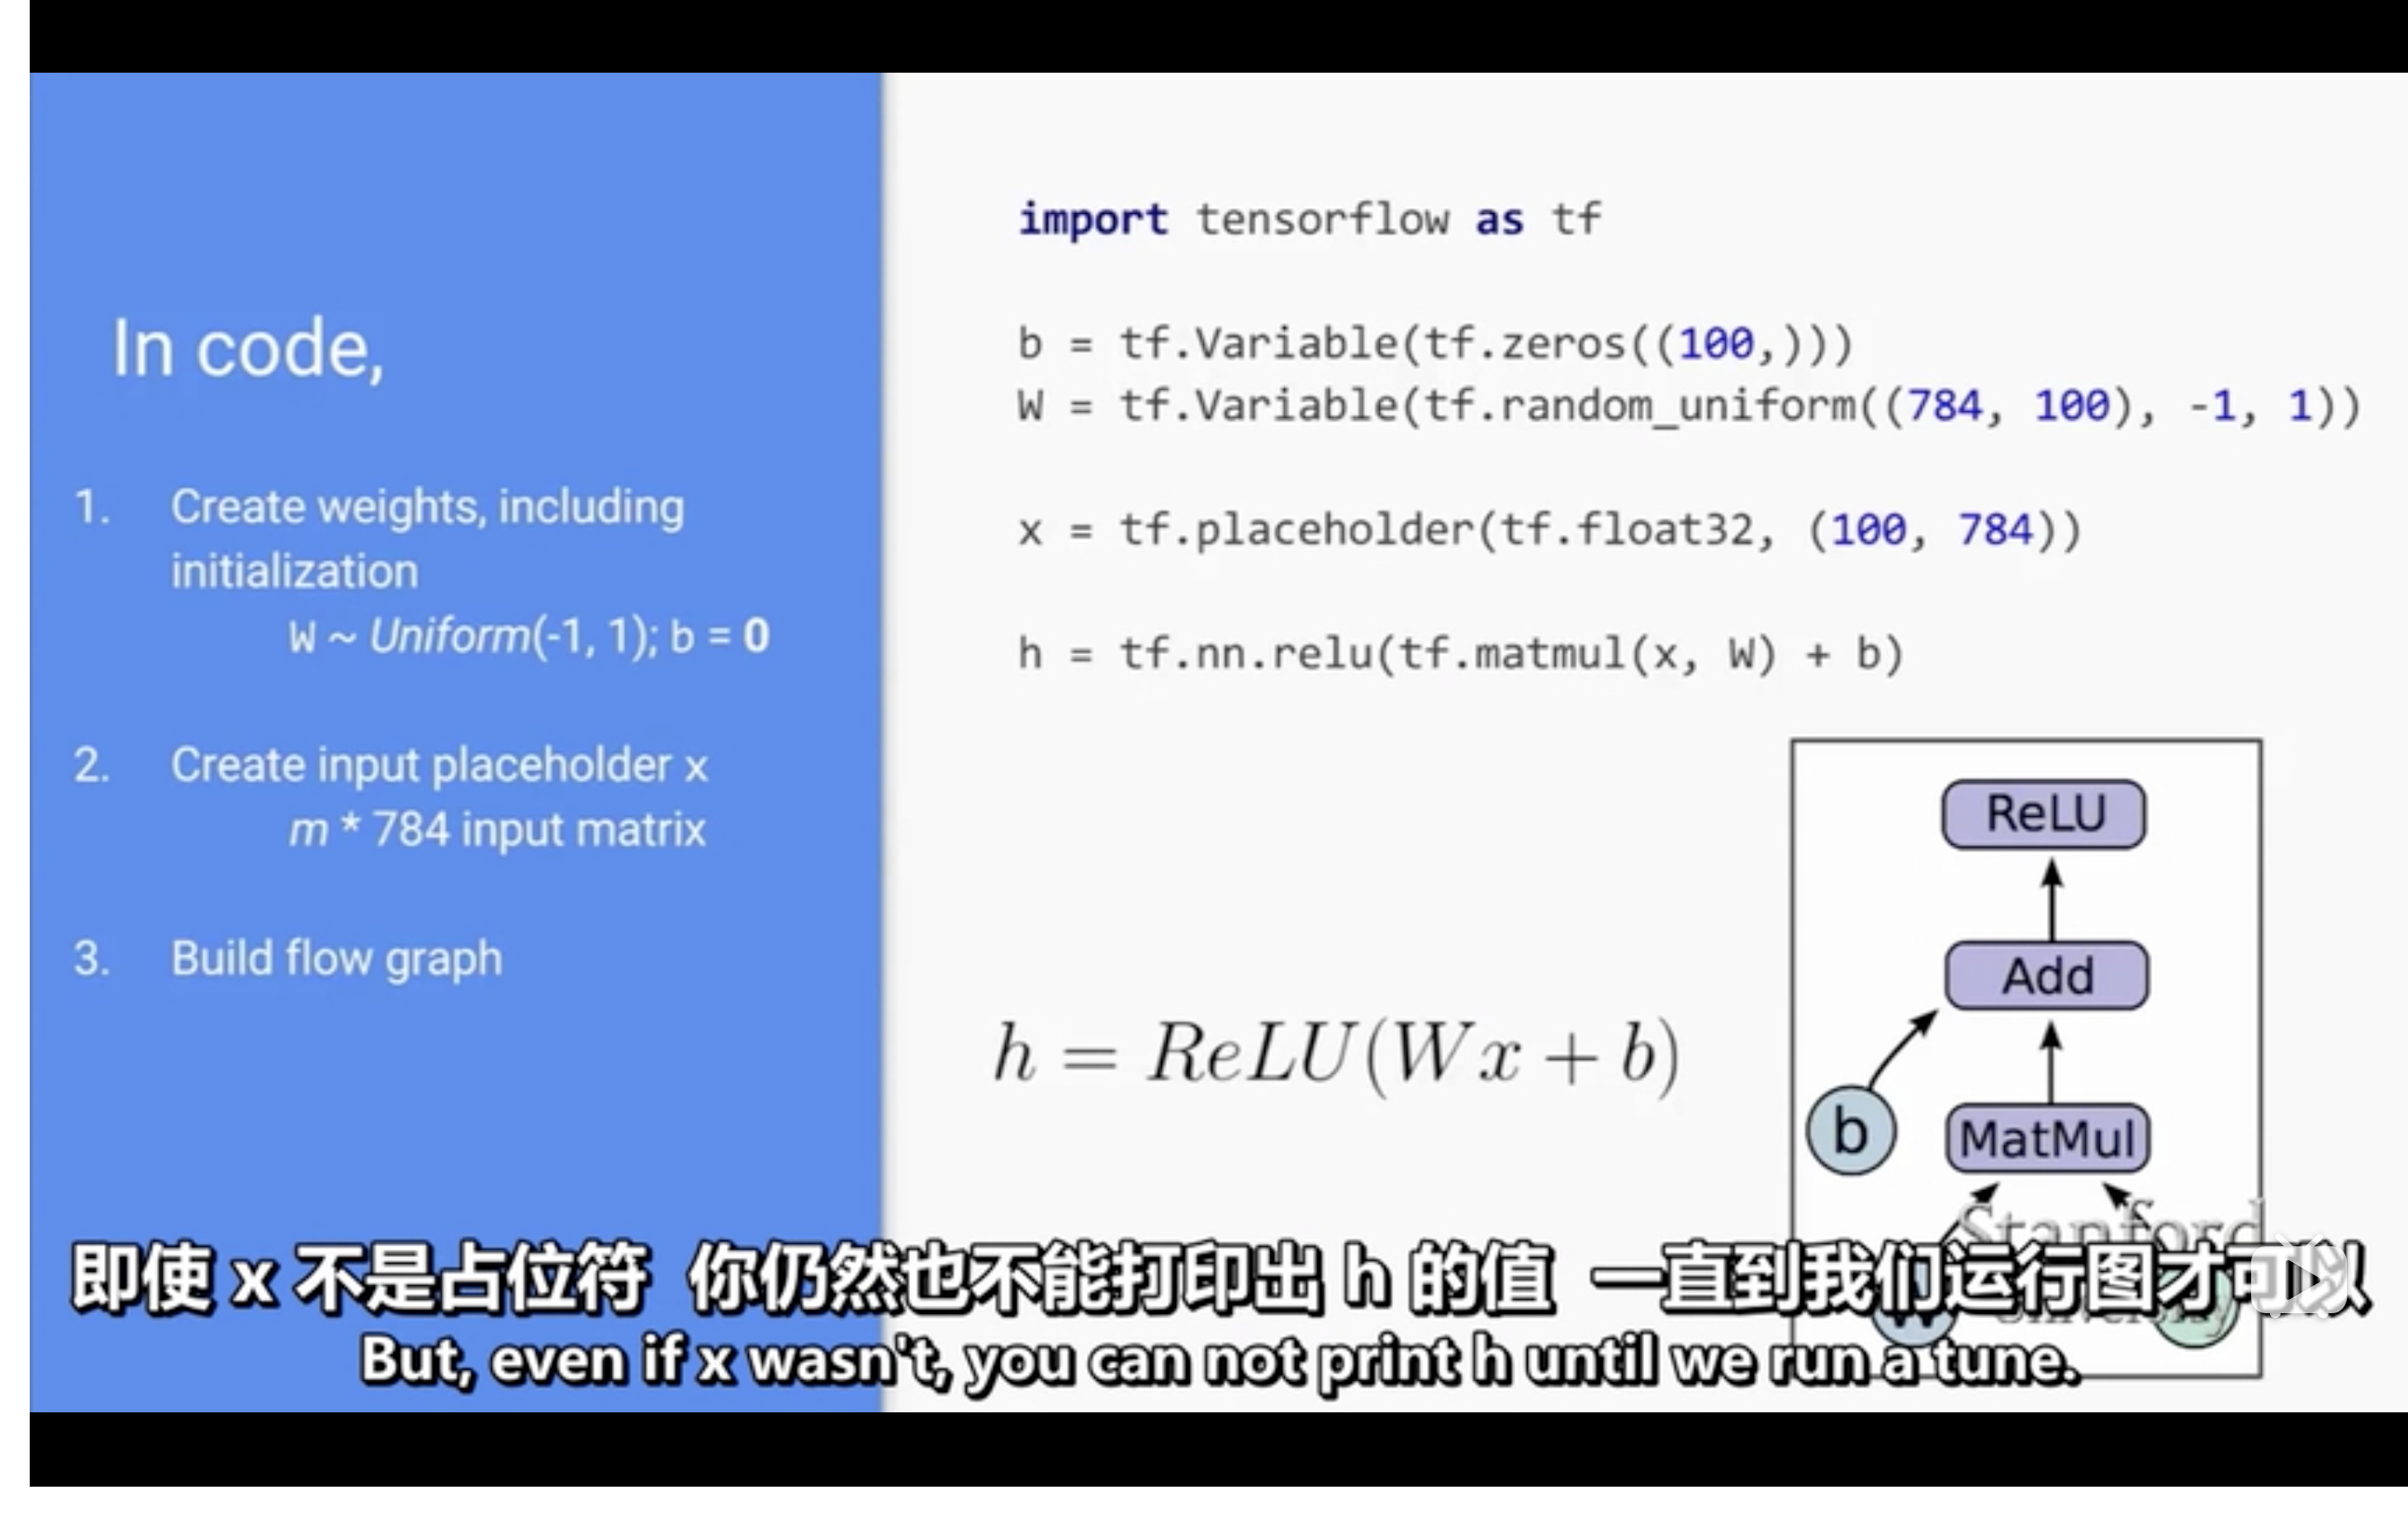 In code,
1. Create weights, including
initialization
W ~ Uniform(-1, 1); b = 0
2. Create input placeholder x
m * 784 input matrix
3. Build flow graph
import tensorflow as tf
b = tf.Variable(tf.zeros((100,)))
W = tf.Variable(tf.random_uniform((784, 100), -1, 1))
x = tf.placeholder(tf.float32, (100, 784))
h = tf.nn.relu(tf.matmul(x, W) + b)
h = ReLU(Wx + b)
ReLU
Add
b
MatMul
Stanford
即使 x 不是占位符 你仍然也不能打印出 h 的值 一直到我们运行图才可以
But, even if x wasn't, you can not print h until we run a tune.